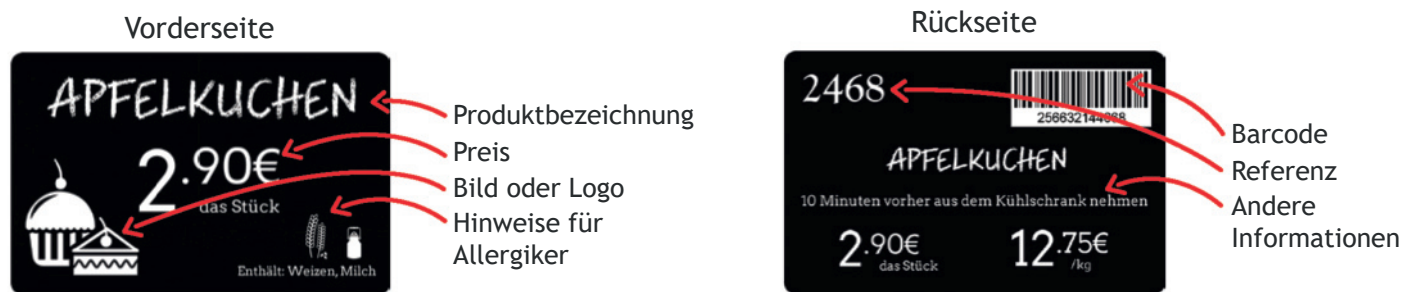 Vorderseite
APFELKUCHEN
2.90€
das Stück
Enthält: Weizen, Milch
Produktbezeichnung
Preis
Bild oder Logo
Hinweise für
Allergiker
Rückseite
2468
256632144668
APFELKUCHEN
10 Minuten vorher aus dem Kühlschrank nehmen
2.90€
das Stück
12.75€
/kg
Barcode
Referenz
Andere
Informationen